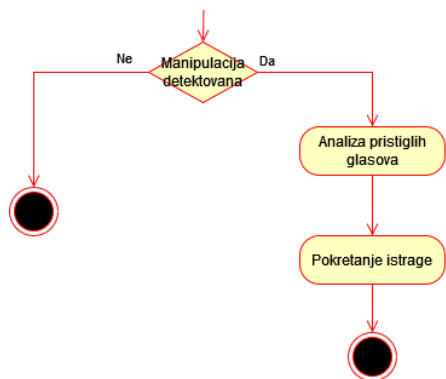 Ne
Manipulacija
detektovana
Da
Analiza pristiglih
glasova
Pokretanje istrage